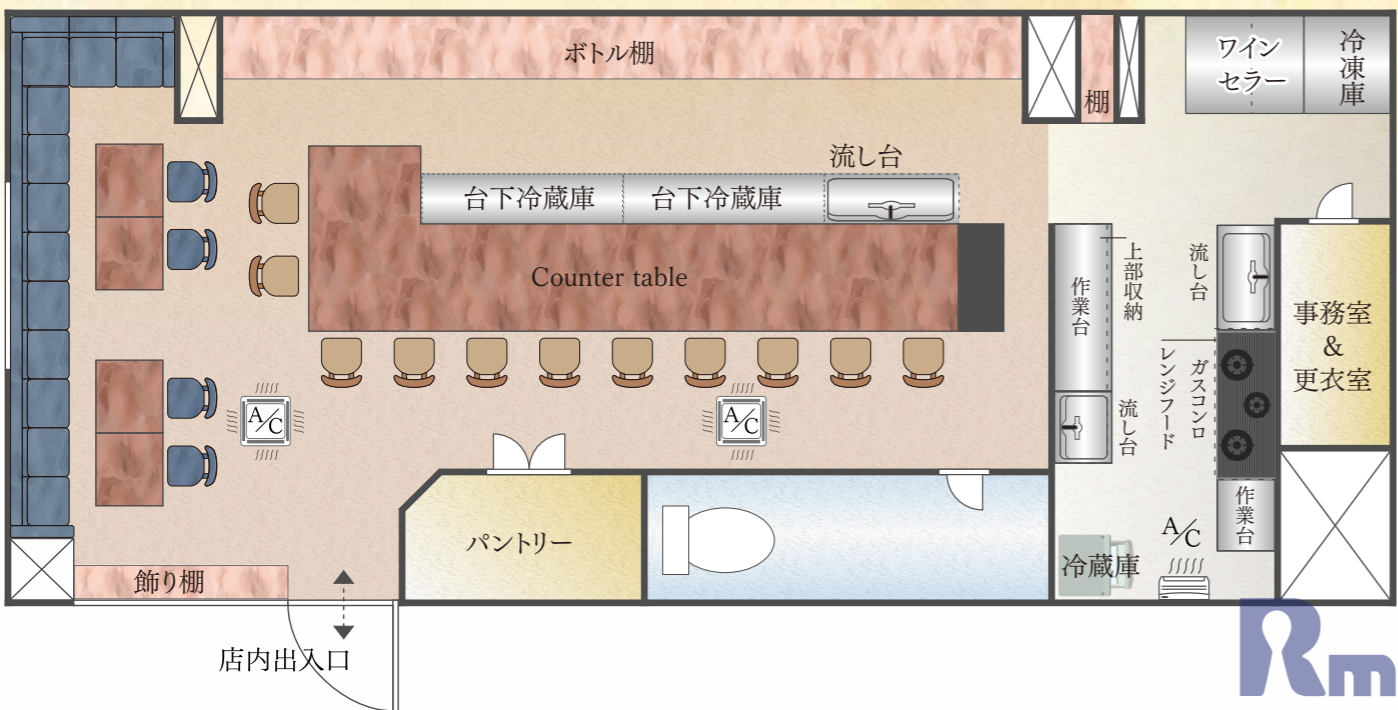 ボトル棚
棚
ワイン
セラー
冷凍庫
流し台
台下冷蔵庫
台下冷蔵庫
Counter table
作業台
上部収納
流し台
事務室
&
更衣室
ガスコンロ
レンジフード
流し台
作業台
A/C
A/C
A/C
パントリー
冷蔵庫
飾り棚
店内出入口
Rm